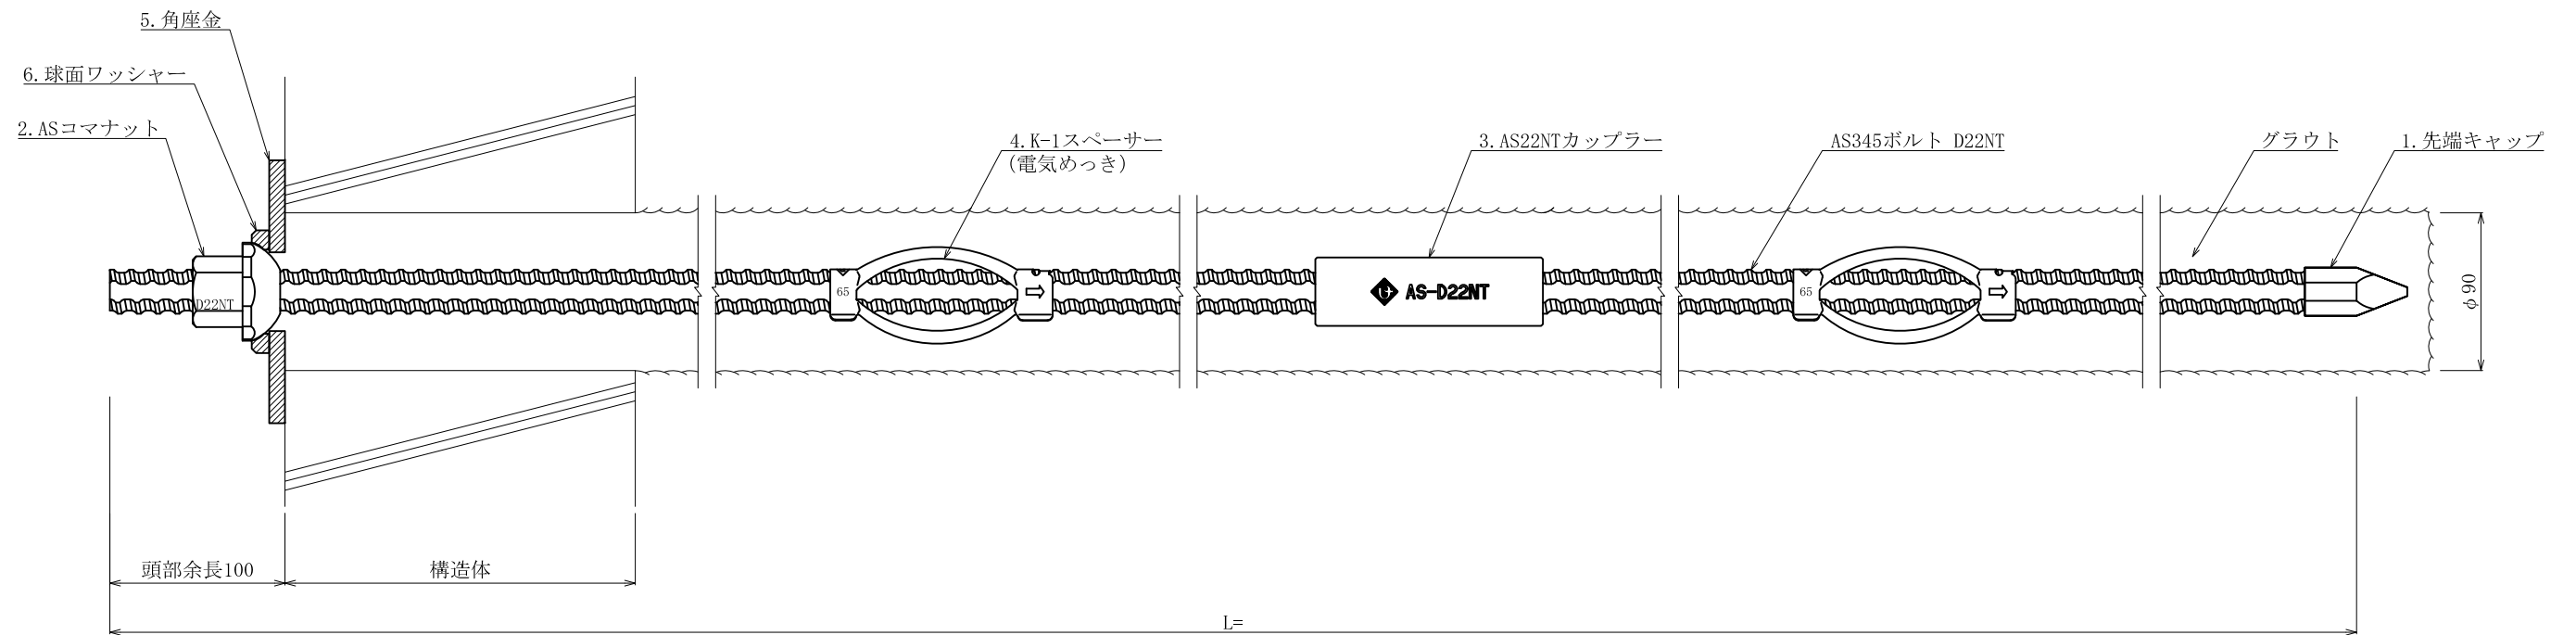 5.角座金
6.球面ワッシャー
2.ASコマナット
4.K-1スペーサー
(電気めっき)
3.AS22NTカップラー
AS345ボルト D22NT
グラウト
1.先端キャップ
D22NT
65
AS-D22NT
65
φ90
頭部余長100
構造体
L=